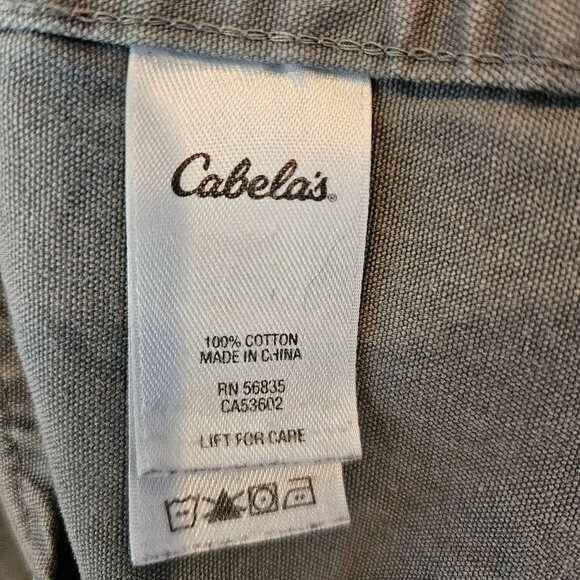 Cabela's®
100% COTTON
MADE IN CHINA
RN 56835
CA53602
LIFT FOR CARE